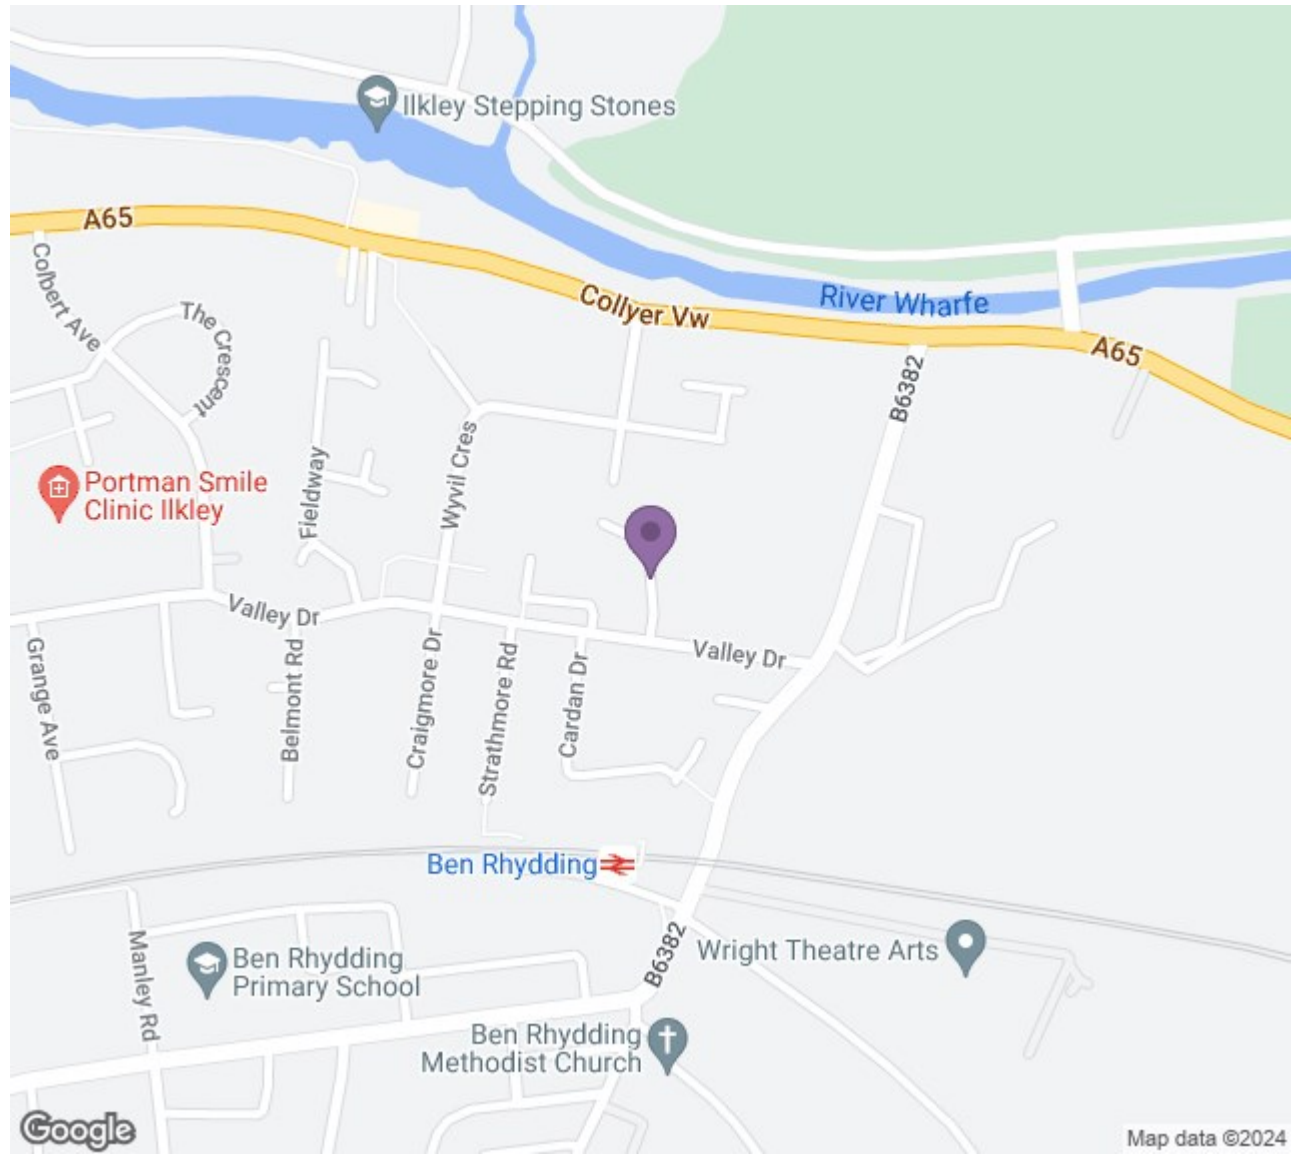 Ilkley Stepping Stones
A65
Colbert Ave
The Crescent
Collyer Vw
River Wharfe
A65
B6382
Portman Smile
Clinic Ilkley
Fieldway
Wyvil Cres
Valley Dr
Valley Dr
Grange Ave
Belmont Rd
Craigmore Dr
Strathmore Rd
Cardan Dr
Ben Rhydding
Manley Rd
Ben Rhydding
Primary School
B6382
Wright Theatre Arts
Ben Rhydding
Methodist Church
Google
Map data ©2024